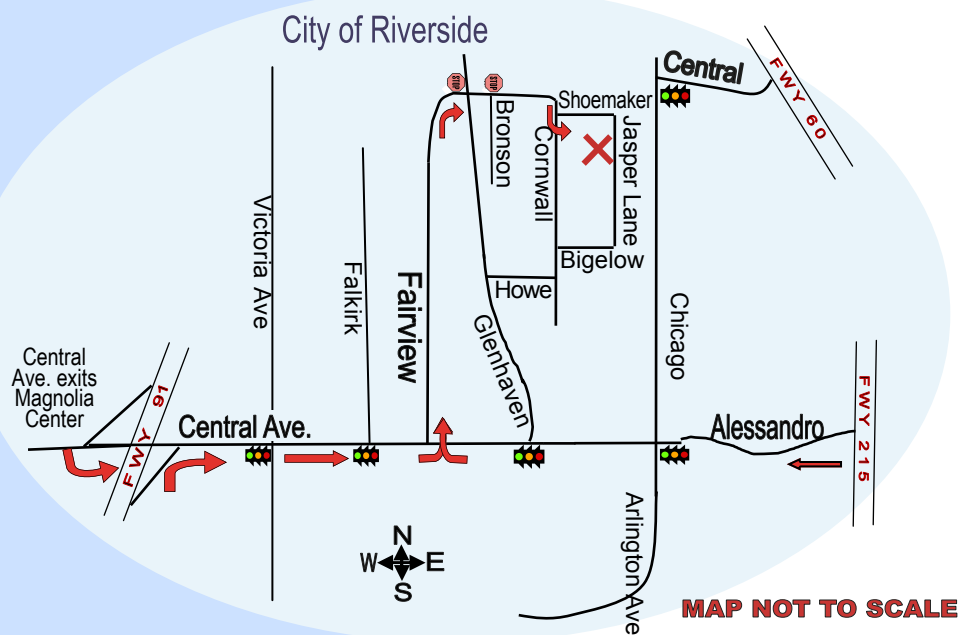 City of Riverside
Central
FWY 60
STOP
STOP
Shoemaker
Bronson
Cornwall
Jasper Lane
Victoria Ave
Falkirk
Fairview
Bigelow
Howe
Glenhaven
Chicago
Central
Ave. exits
Magnolia
Center
FWY 91
Central Ave.
Alessandro
FWY 215
Arlington Ave
N
W
E
S
MAP NOT TO SCALE